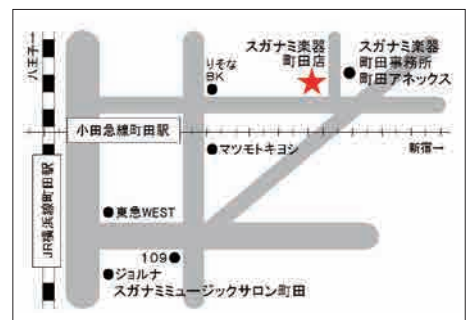 八王子→
スガナミ楽器
町田店
スガナミ楽器
町田事務所
町田アネックス
りそな
BK
小田急線町田駅
新宿→
マツモトキヨシ
JR横浜線町田駅
東急WEST
109
ジョルナ
スガナミミュージックサロン町田